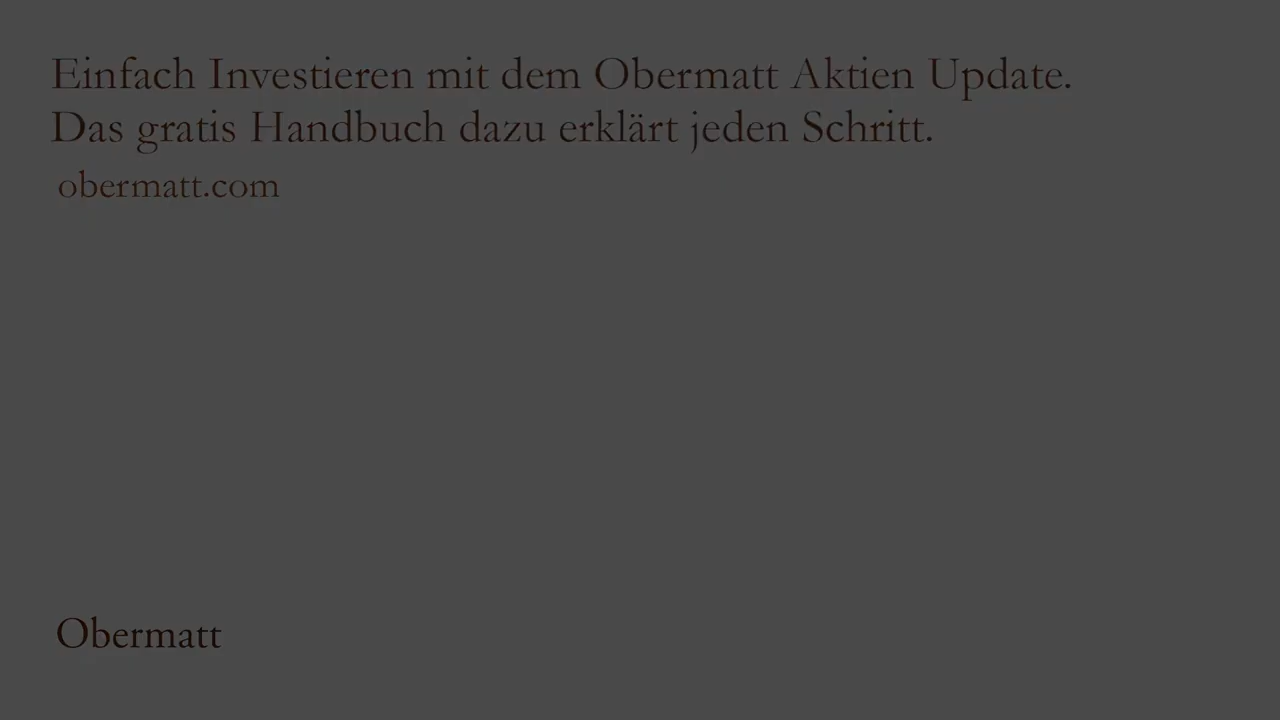 Einfach Investieren mit dem Obermatt Aktien Update.
Das gratis Handbuch dazu erklärt jeden Schritt.
obermatt.com
Obermatt